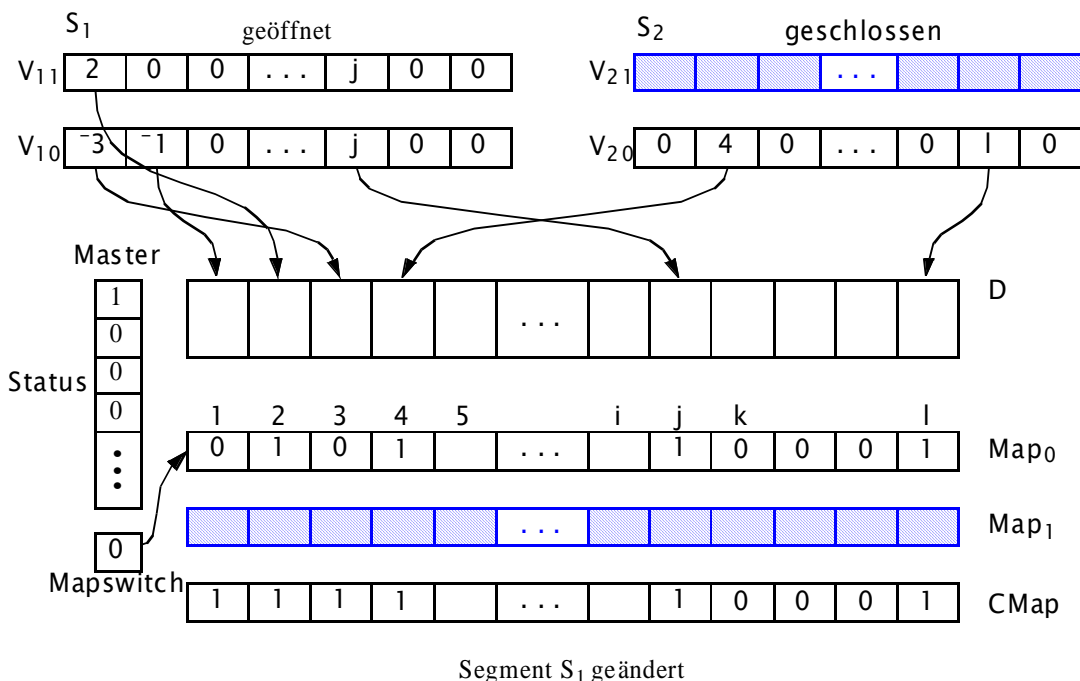 S₁ geöffnet S₂ geschlossen
V₁₁ 2 0 0 ... j 0 0
V₂₁ ...
V₁₀ ⁻3 ⁻1 0 ... j 0 0
V₂₀ 0 4 0 ... 0 l 0
Master
1
0
0
0
Status
... D
1 2 3 4 5 i j k l
0 1 0 1 ... 1 0 0 0 1 Map₀
... Map₁
0
Mapswitch
1 1 1 1 ... 1 0 0 0 1 CMap
Segment S₁ geändert